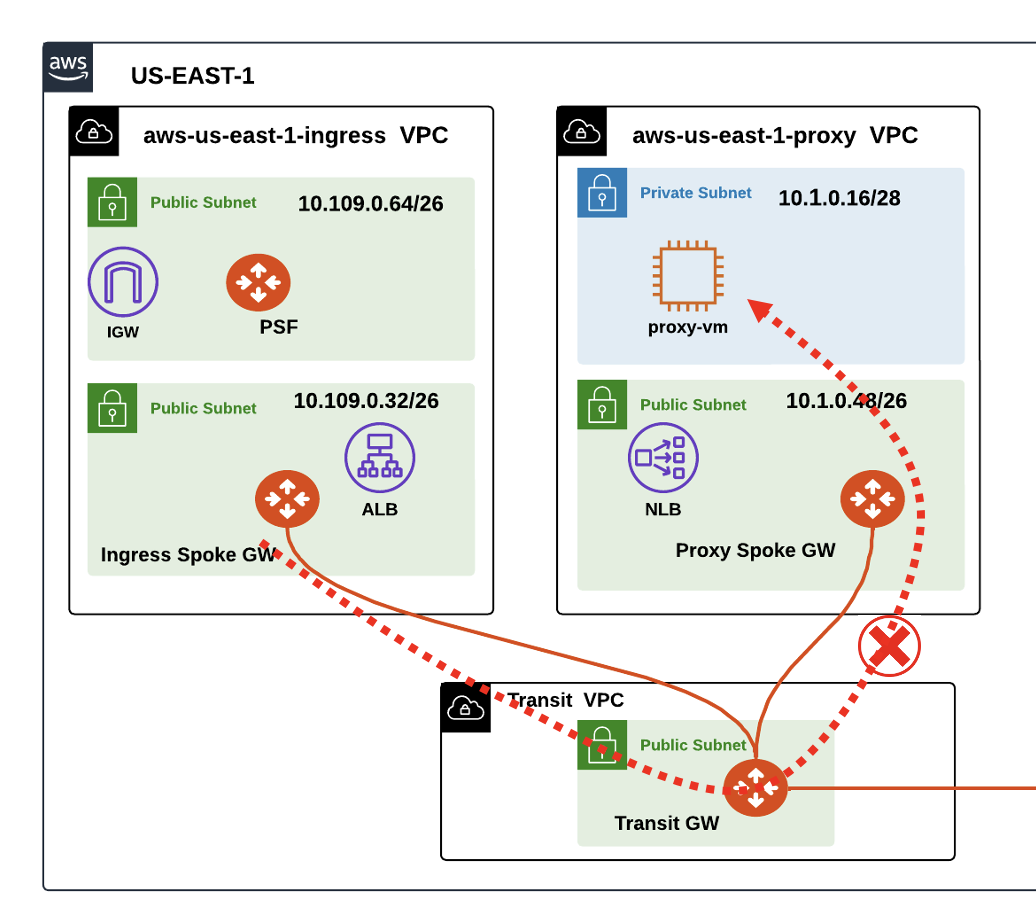 aws
US-EAST-1
aws-us-east-1-ingress VPC
Public Subnet 10.109.0.64/26
IGW
PSF
Public Subnet 10.109.0.32/26
ALB
Ingress Spoke GW
aws-us-east-1-proxy VPC
Private Subnet 10.1.0.16/28
proxy-vm
Public Subnet 10.1.0.48/26
NLB
Proxy Spoke GW
Transit VPC
Public Subnet
Transit GW